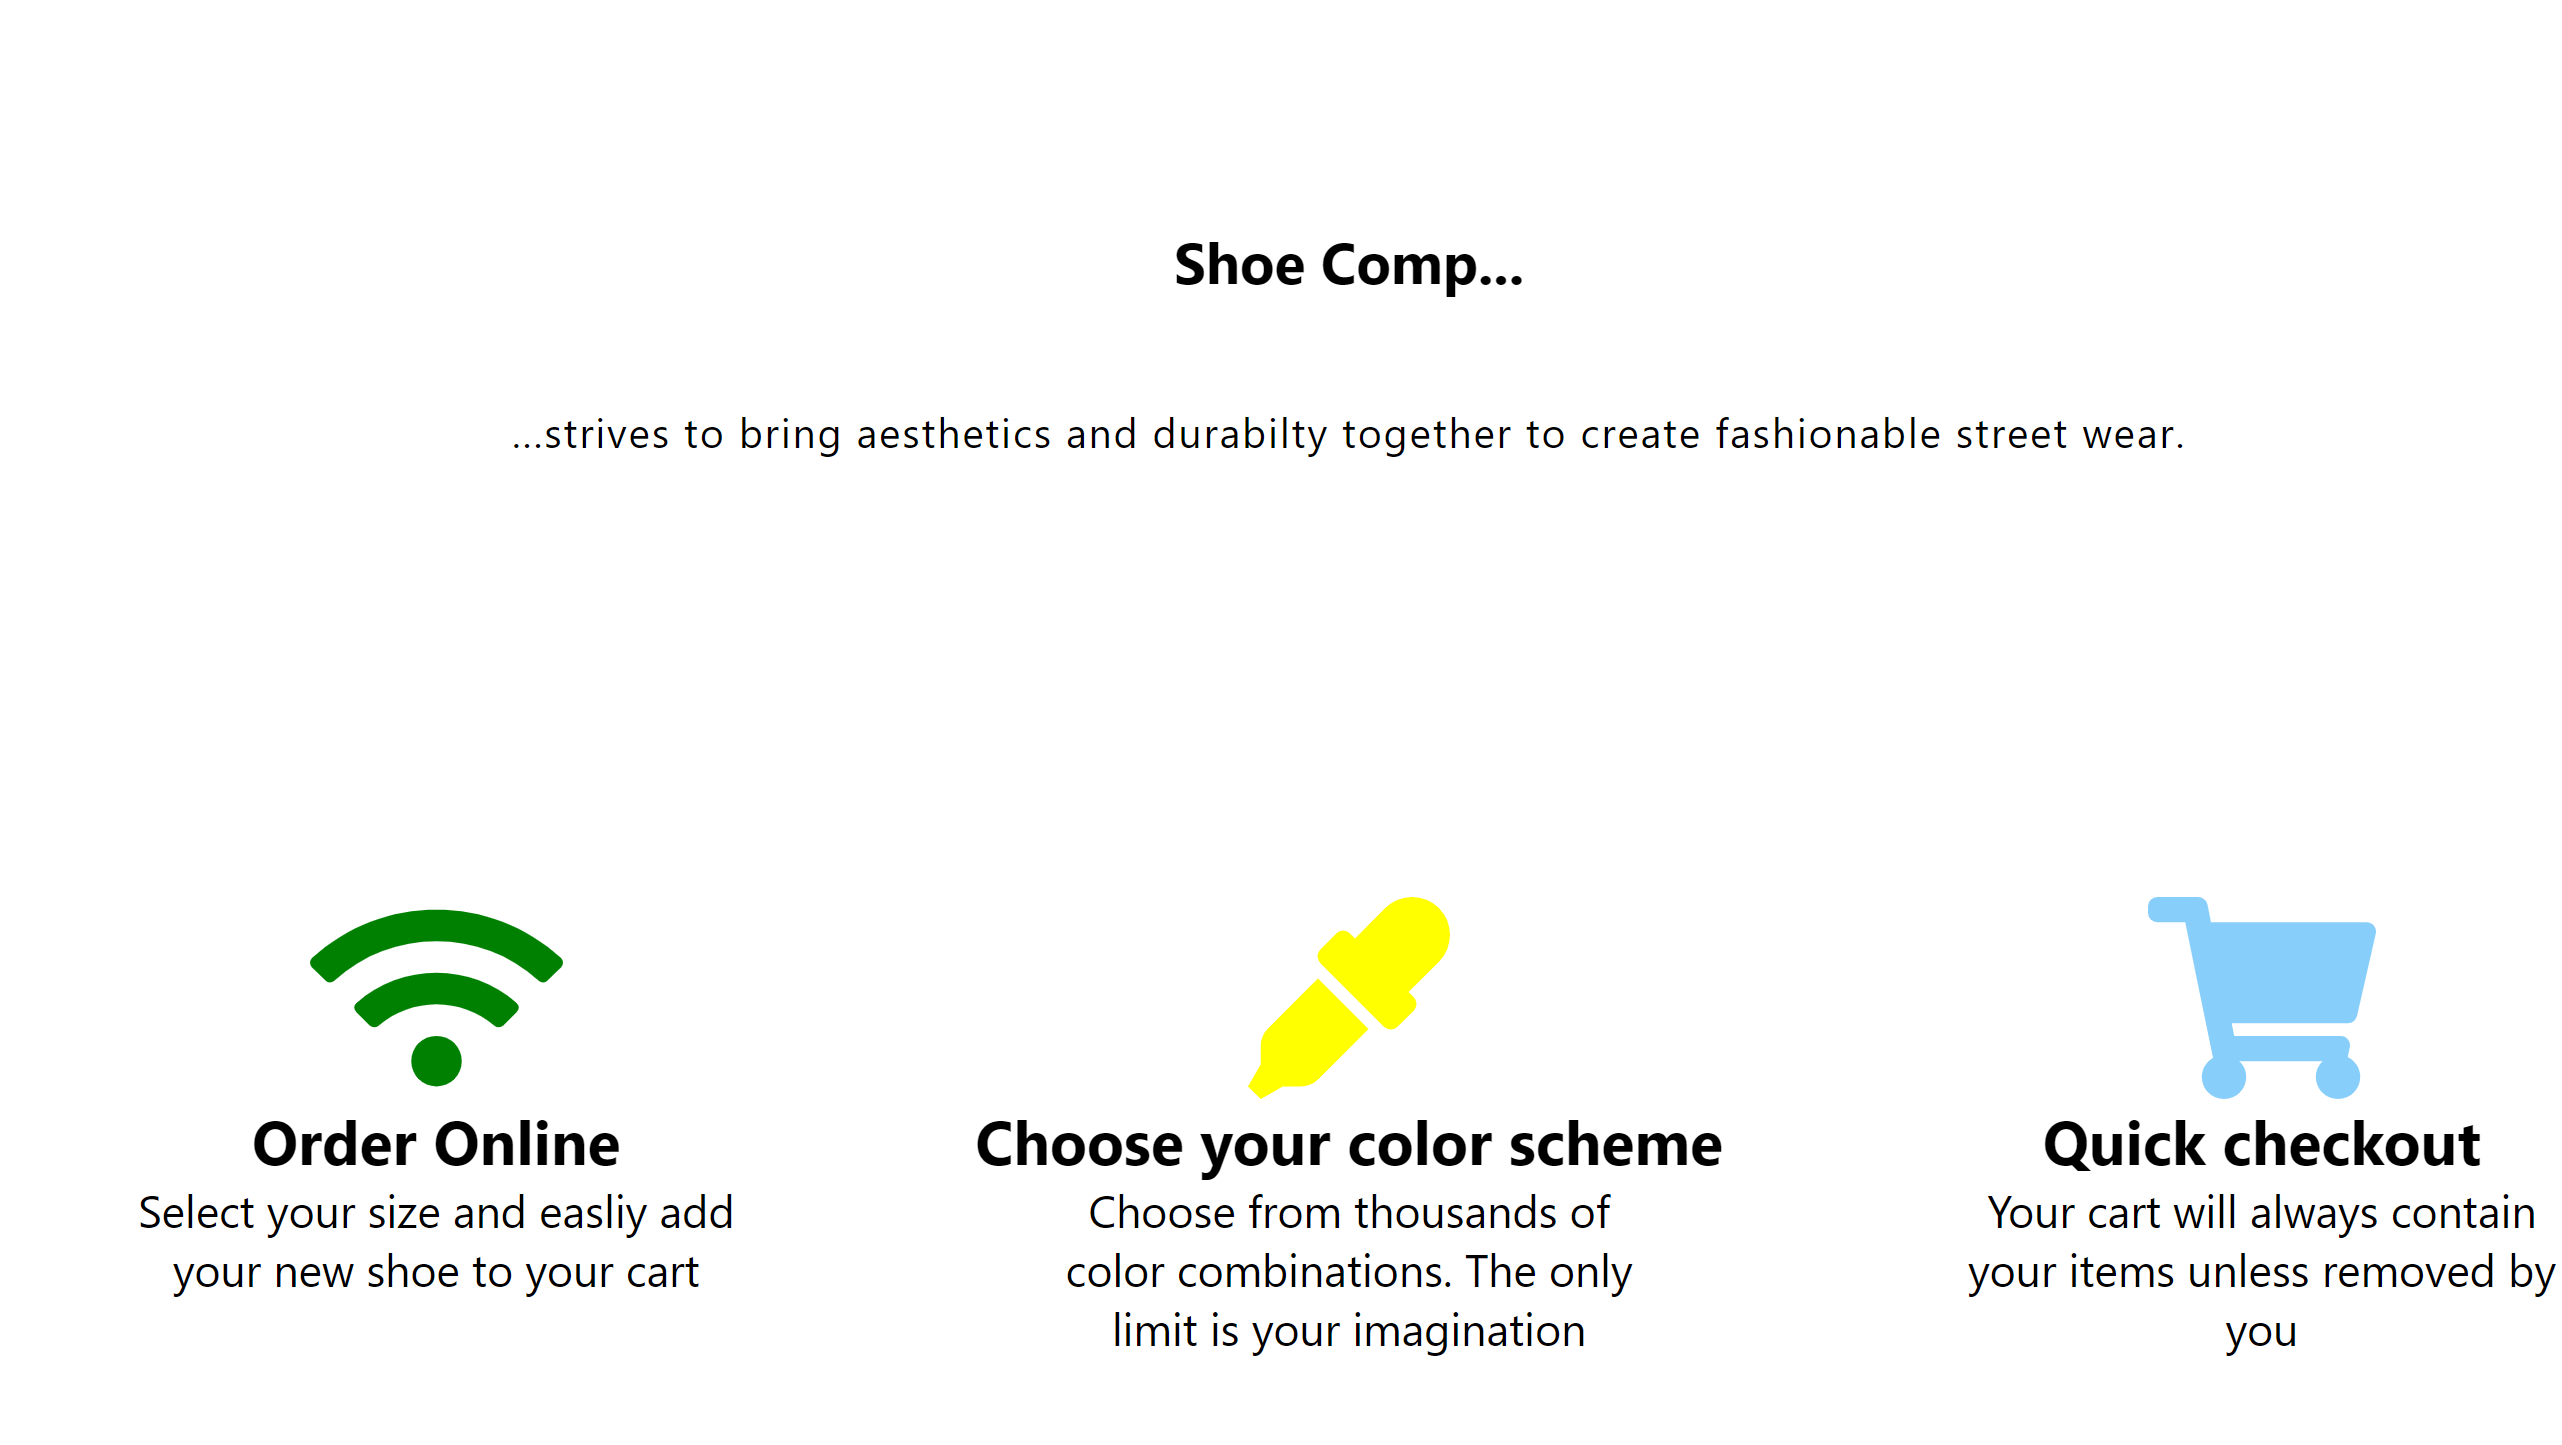 Shoe Comp...
...strives to bring aesthetics and durabilty together to create fashionable street wear.
Order Online
Select your size and easliy add
your new shoe to your cart
Choose your color scheme
Choose from thousands of
color combinations. The only
limit is your imagination
Quick checkout
Your cart will always contain
your items unless removed by
you